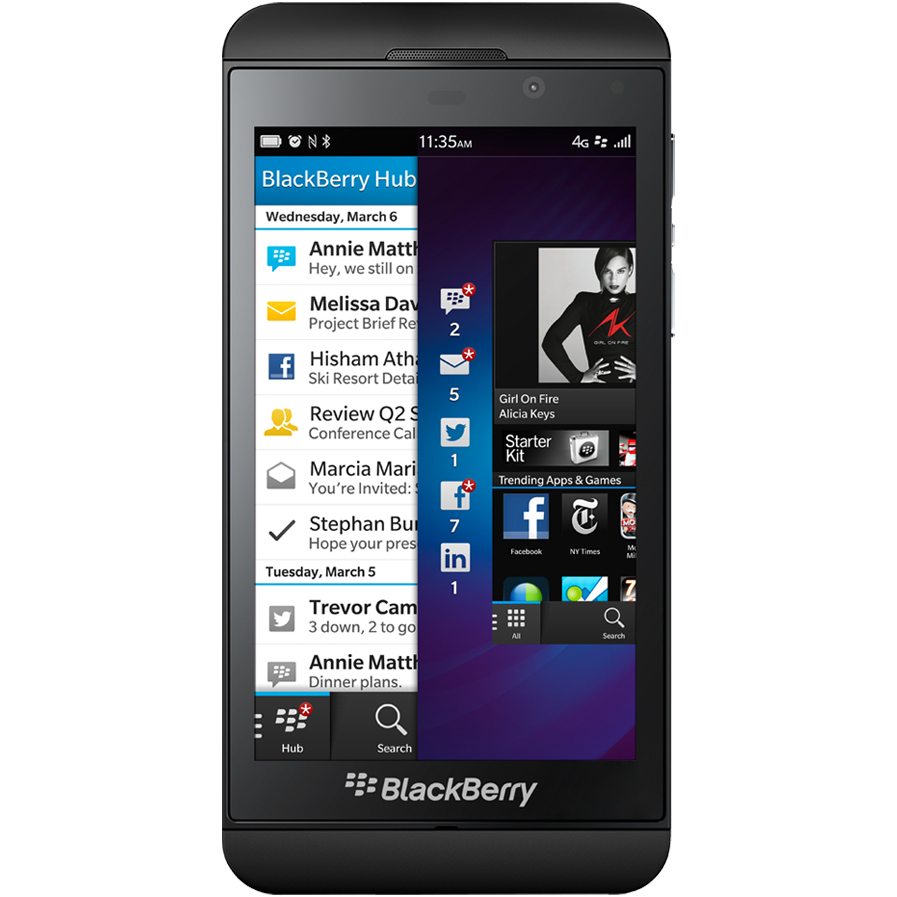 11:35AM
4G
BlackBerry Hub
Wednesday, March 6
Annie Matth
Hey, we still on
Melissa Dav
Project Brief Re
Hisham Atha
Ski Resort Detai
Review Q2 S
Conference Cal
Marcia Mari
You're Invited: S
Stephan Bur
Hope your pres
Tuesday, March 5
Trevor Cam
3 down, 2 to go
Annie Matth
Dinner plans.
Hub
Search
2
5
1
7
in
1
AK
GIRL ON FIRE
Girl On Fire
Alicia Keys
Starter
Kit
Trending Apps & Games
Facebook
NY Times
All
Search
BlackBerry